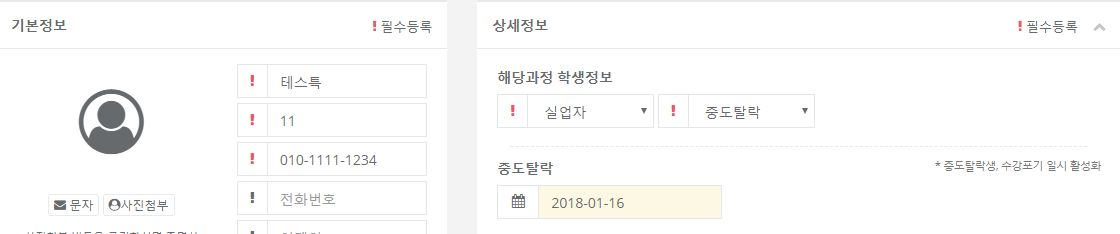 기본정보
! 필수등록
! 테스특
! 11
! 010-1111-1234
! 전화번호
문자
사진첨부
상세정보
! 필수등록
해당과정 학생정보
! 실업자
! 중도탈락
중도탈락
* 중도탈락생, 수강포기 일시 활성화
2018-01-16